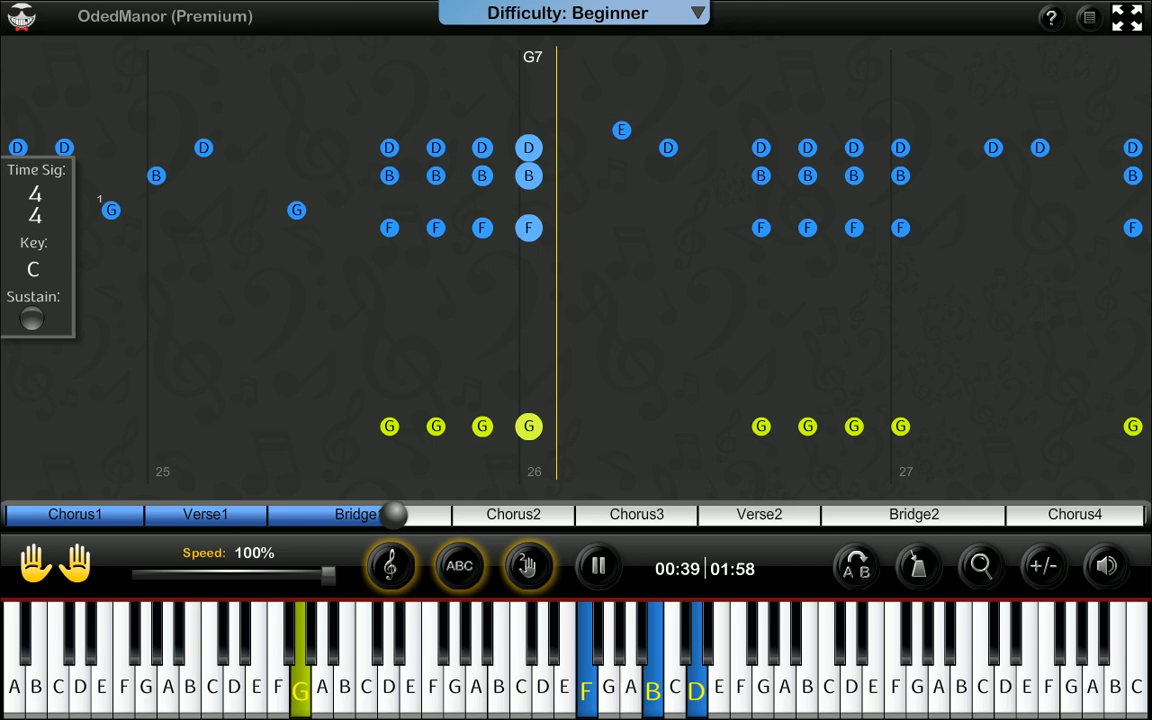 OdedManor (Premium)
Difficulty: Beginner
?
G7
E
D D D D D D D D D D D D D D D D
B B B B B B B B B B
1 G G
F F F F F F F F F
Time Sig:
4
4
Key:
C
Sustain:
G G G G G G G G G
25 26 27
Chorus1 Verse1 Bridge Chorus2 Chorus3 Verse2 Bridge2 Chorus4
Speed: 100%
ABC
2
00:39 | 01:58
A B
+/-
A B C D E F G A B C D E F G A B C D E F G A B C D E F G A B C D E F G A B C D E F G A B C D E F G A B C